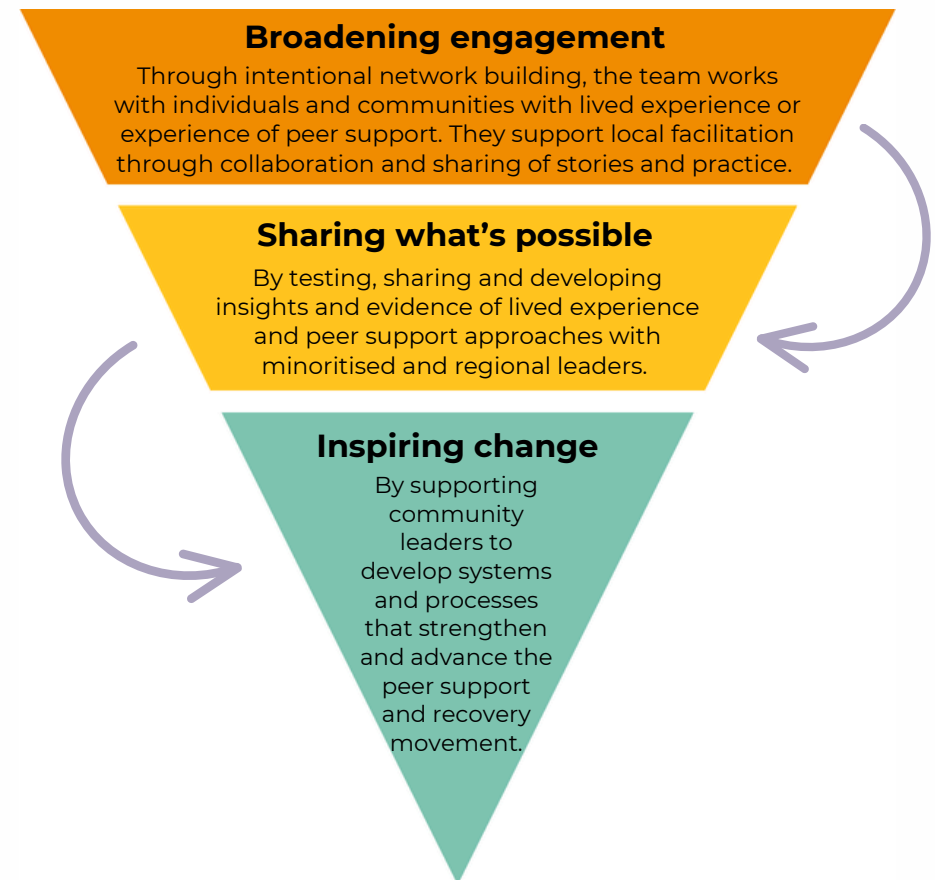 Broadening engagement
Through intentional network building, the team works
with individuals and communities with lived experience or
experience of peer support. They support local facilitation
through collaboration and sharing of stories and practice.
Sharing what’s possible
By testing, sharing and developing
insights and evidence of lived experience
and peer support approaches with
minoritised and regional leaders.
Inspiring change
By supporting
community
leaders to
develop systems
and processes
that strengthen
and advance the
peer support
and recovery
movement.